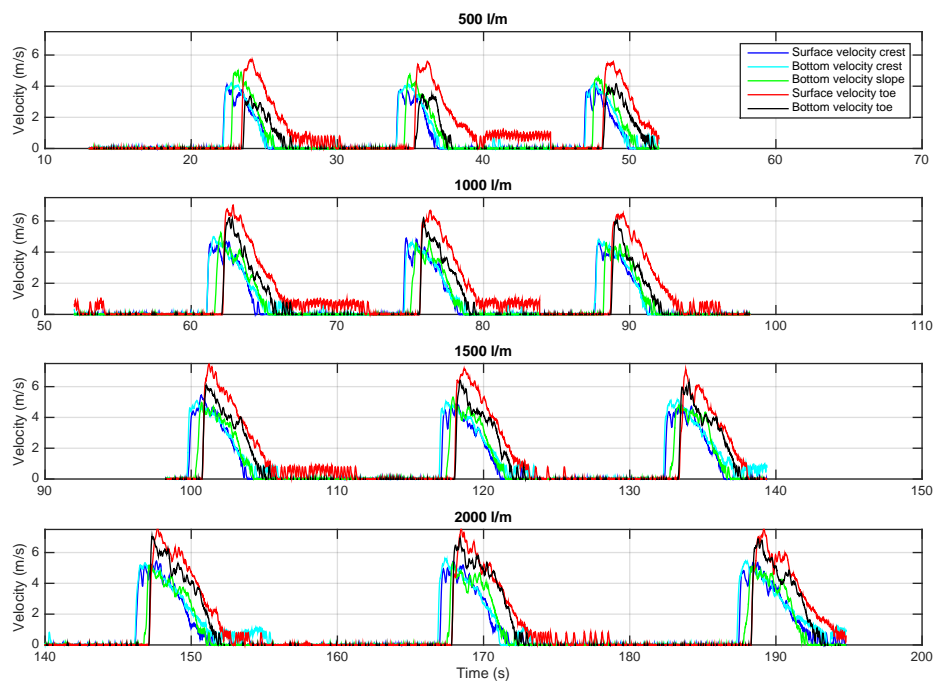 500 l/m
Velocity (m/s)
6
4
2
0
Surface velocity crest
Bottom velocity crest
Bottom velocity slope
Surface velocity toe
Bottom velocity toe
10 20 30 40 50 60 70
1000 l/m
Velocity (m/s)
6
4
2
0
50 60 70 80 90 100 110
1500 l/m
Velocity (m/s)
6
4
2
0
90 100 110 120 130 140 150
2000 l/m
Velocity (m/s)
6
4
2
0
140 150 160 170 180 190 200
Time (s)